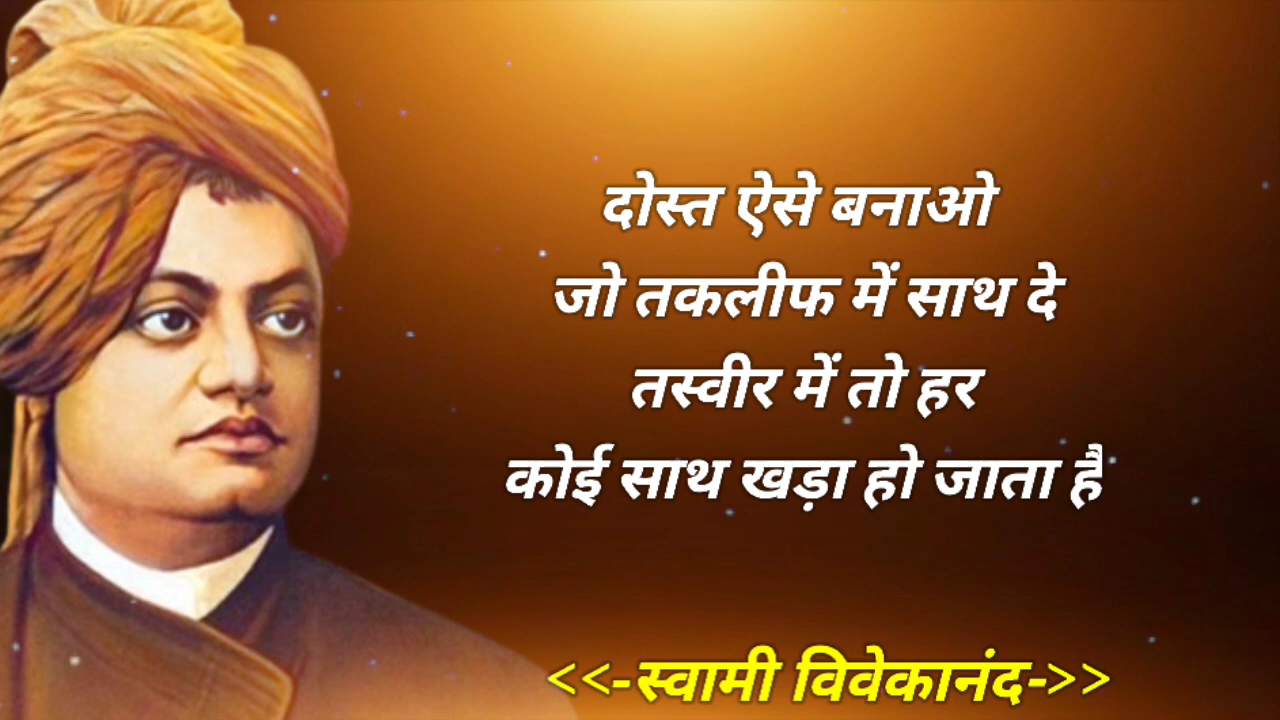 दोस्त ऐसे बनाओ
जो तकलीफ में साथ दे
तस्वीर में तो हर
कोई साथ खड़ा हो जाता है
<<-स्वामी विवेकानंद->>